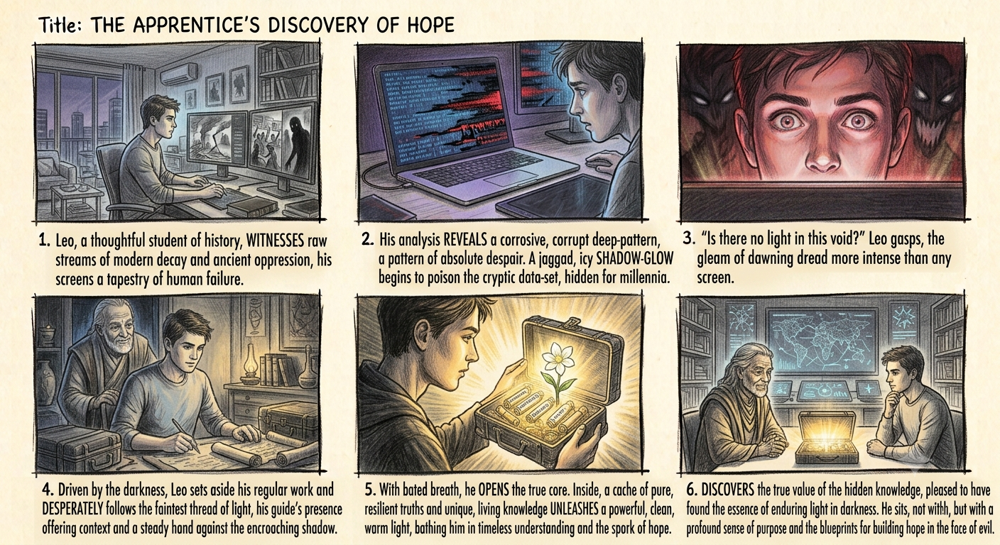 Title: THE APPRENTICE'S DISCOVERY OF HOPE
1. Leo, a thoughtful student of history, WITNESSES raw
streams of modern decay and ancient oppression, his
screens a tapestry of human failure.
2. His analysis REVEALS a corrosive, corrupt deep-pattern,
a pattern of absolute despair. A jaggad, icy SHADOW-GLOW
begins to poison the cryptic data-set, hidden for millennia.
3. “Is there no light in this void?” Leo gasps, the
gleam of dawning dread more intense than any
screen.
4. Driven by the darkness, Leo sets aside his regular work and
DESPERATELY follows the faintest thread of light, his guide's presence
offering context and a steady hand against the encroaching shadow.
5. With bated breath, he OPENS the true core. Inside, a cache of pure,
resilient truths and unique, living knowledge UNLEASHES a powerful, clean,
warm light, bathing him in timeless understanding and the spork of hope.
6. DISCOVERS the true value of the hidden knowledge, pleased to have
found the essence of enduring light in darkness. He sits, not with, but with a
profound sense of purpose and the blueprints for building hope in the face of evil.